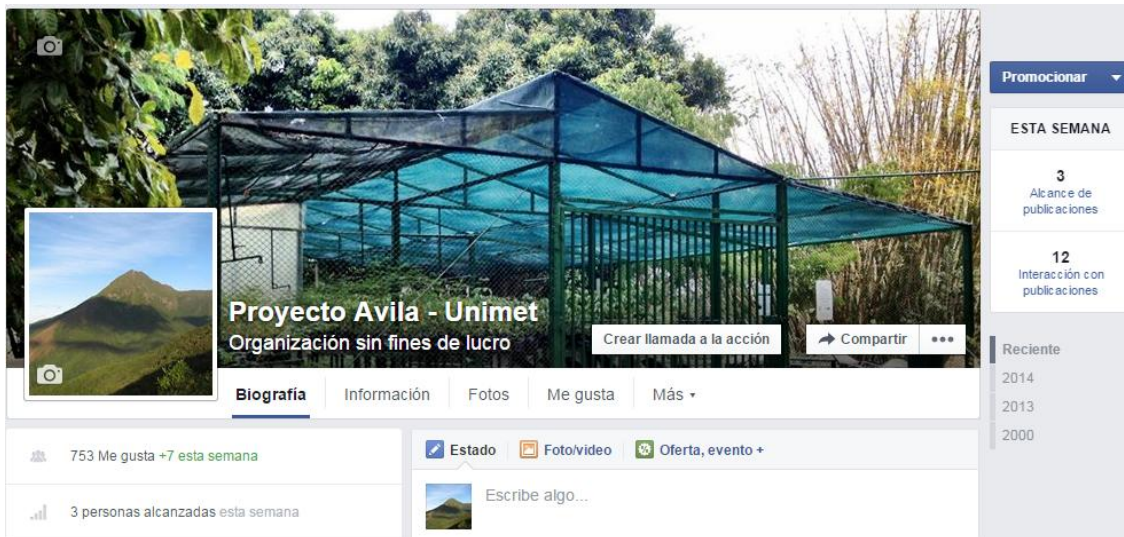 Proyecto Avila - Unimet
Organización sin fines de lucro
Crear llamada a la acción
Compartir
Biografía
Información
Fotos
Me gusta
Más
753 Me gusta +7 esta semana
3 personas alcanzadas esta semana
Estado
Foto/video
Oferta, evento +
Escribe algo...
Promocionar
ESTA SEMANA
3
Alcance de
publicaciones
12
Interacción con
publicaciones
Reciente
2014
2013
2000